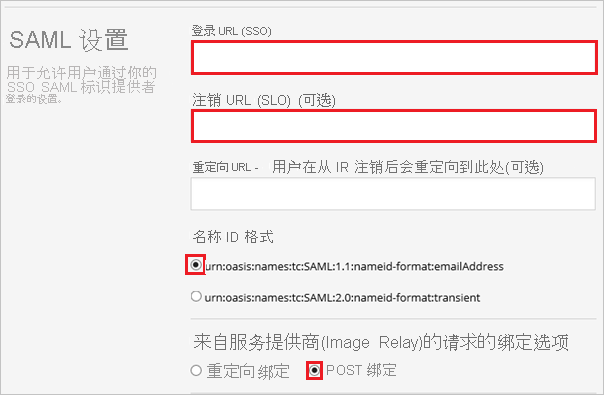 SAML 设置
用于允许用户通过你的
SSO SAML 标识提供者
登录的设置。
登录 URL (SSO)
注销 URL (SLO) (可选)
重定向 URL - 用户在从 IR 注销后会重定向到此处(可选)
名称 ID 格式
urn:oasis:names:tc:SAML:1.1:nameid-format:emailAddress
urn:oasis:names:tc:SAML:2.0:nameid-format:transient
来自服务提供商(Image Relay)的请求的绑定选项
重定向绑定 POST 绑定